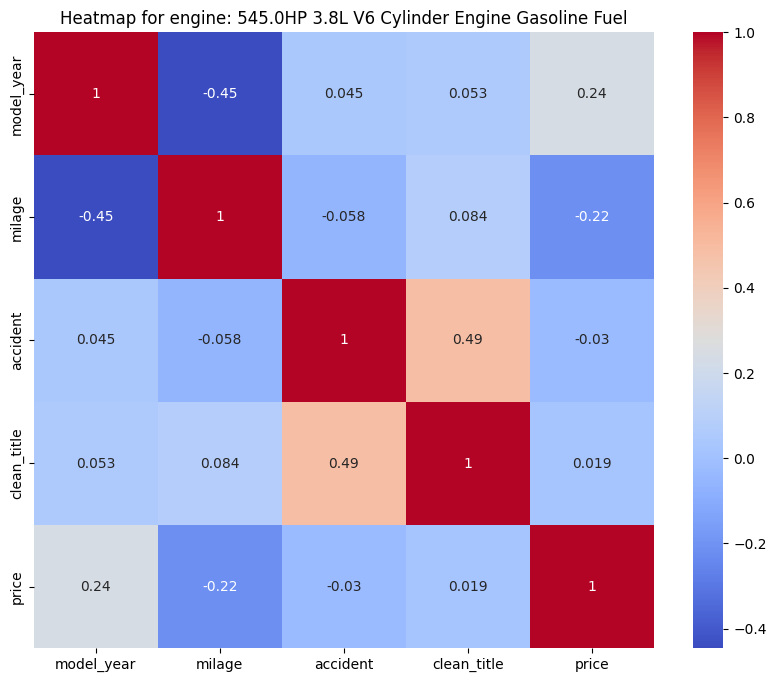 Heatmap for engine: 545.0HP 3.8L V6 Cylinder Engine Gasoline Fuel
model_year 1 -0.45 0.045 0.053 0.24
milage -0.45 1 -0.058 0.084 -0.22
accident 0.045 -0.058 1 0.49 -0.03
clean_title 0.053 0.084 0.49 1 0.019
price 0.24 -0.22 -0.03 0.019 1
model_year milage accident clean_title price
1.0
0.8
0.6
0.4
0.2
0.0
−0.2
−0.4